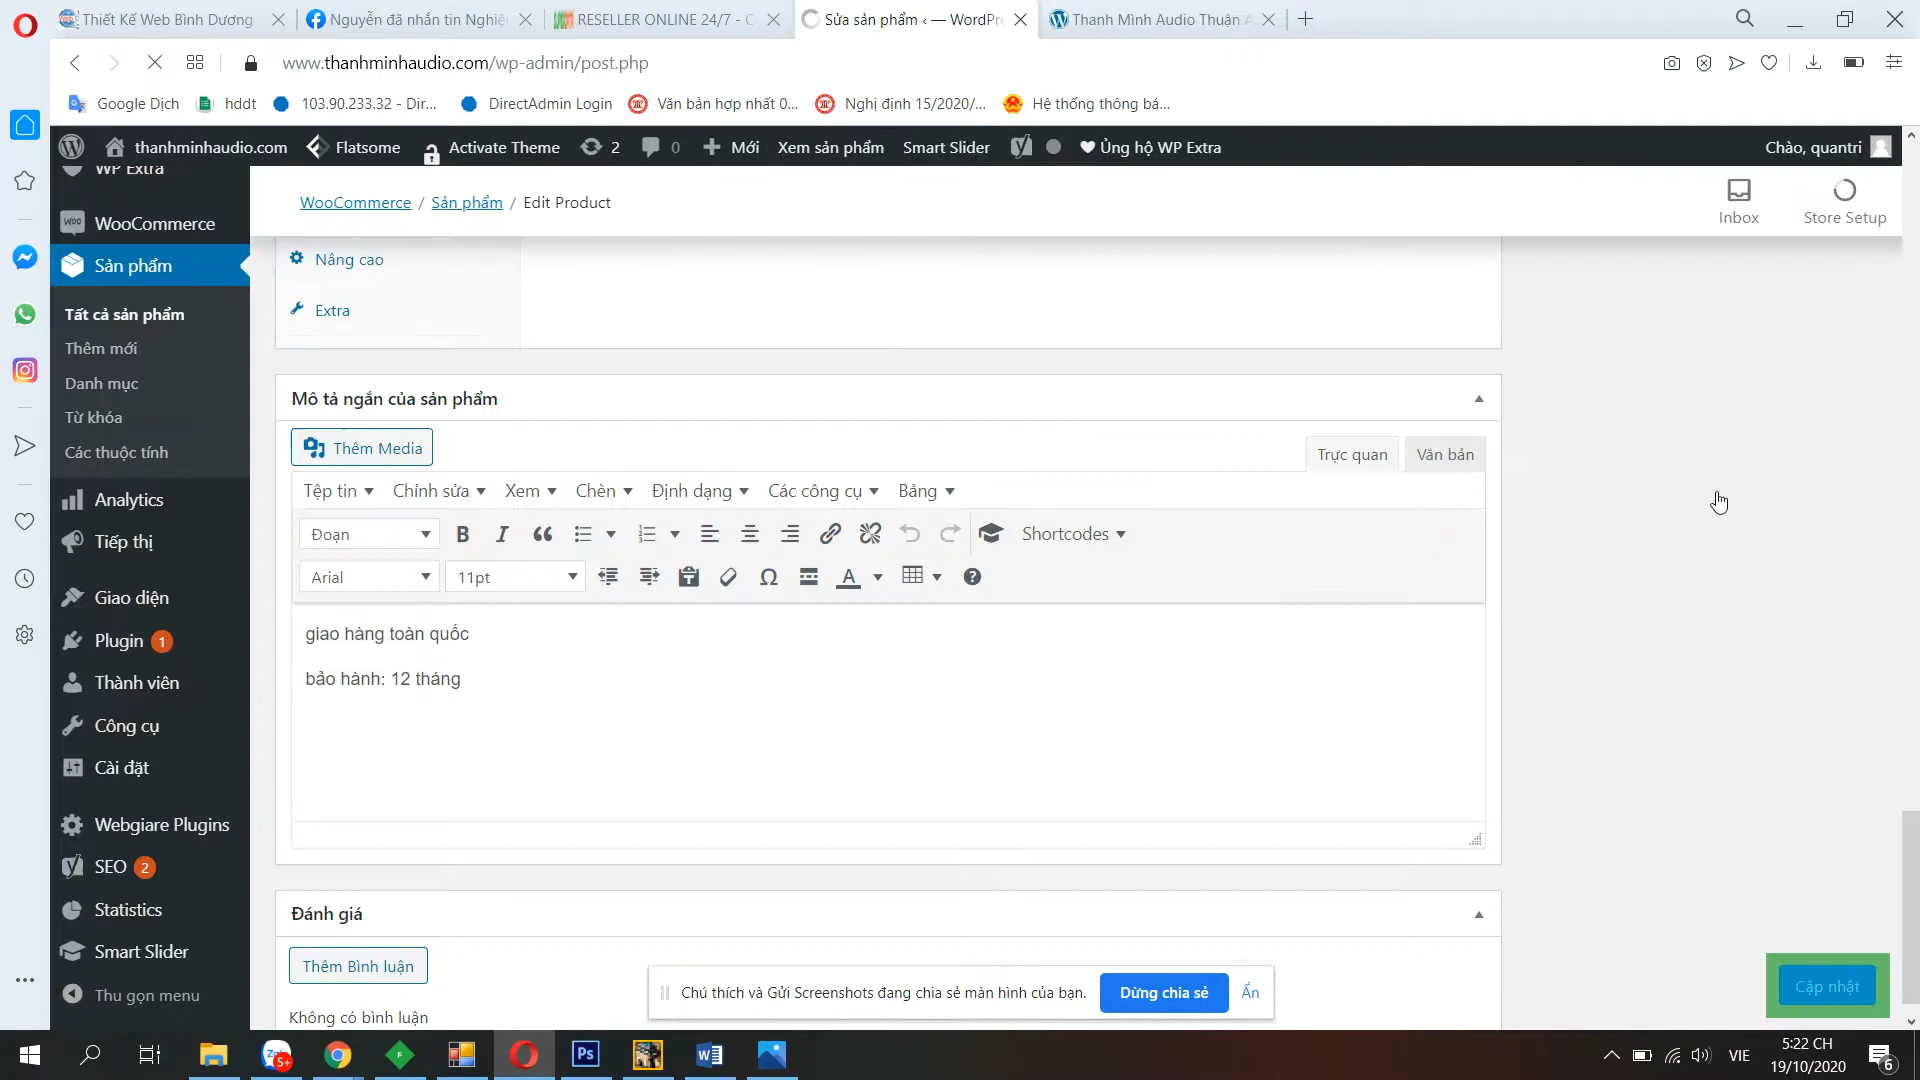 Thiết Kế Web Bình Dương
Nguyễn đã nhắn tin Nghiệ
RESELLER ONLINE 24/7 - C
Sửa sản phẩm ‹ — WordPre
Thanh Mình Audio Thuận A
www.thanhminhaudio.com/wp-admin/post.php
Google Dịch
hddt
103.90.233.32 - Dir...
DirectAdmin Login
Văn bản hợp nhất 0...
Nghị định 15/2020/...
Hệ thống thông bá...
thanhminhaudio.com
Flatsome
Activate Theme
2
0
Mới
Xem sản phẩm
Smart Slider
Ủng hộ WP Extra
Chào, quantri
WP Extra
WooCommerce
Sản phẩm
Tất cả sản phẩm
Thêm mới
Danh mục
Từ khóa
Các thuộc tính
Analytics
Tiếp thị
Giao diện
Plugin 1
Thành viên
Công cụ
Cài đặt
Webgiare Plugins
SEO 2
Statistics
Smart Slider
Thu gọn menu
WooCommerce / Sản phẩm / Edit Product
Inbox
Store Setup
Nâng cao
Extra
Mô tả ngắn của sản phẩm
Thêm Media
Trực quan
Văn bản
Tệp tin
Chỉnh sửa
Xem
Chèn
Định dạng
Các công cụ
Bảng
Đoạn
Shortcodes
Arial
11pt
giao hàng toàn quốc
bảo hành: 12 tháng
Đánh giá
Thêm Bình luận
Không có bình luận
Chú thích và Gửi Screenshots đang chia sẻ màn hình của bạn.
Dừng chia sẻ
Ẩn
Cập nhật
5+
VIE
5:22 CH
19/10/2020
6